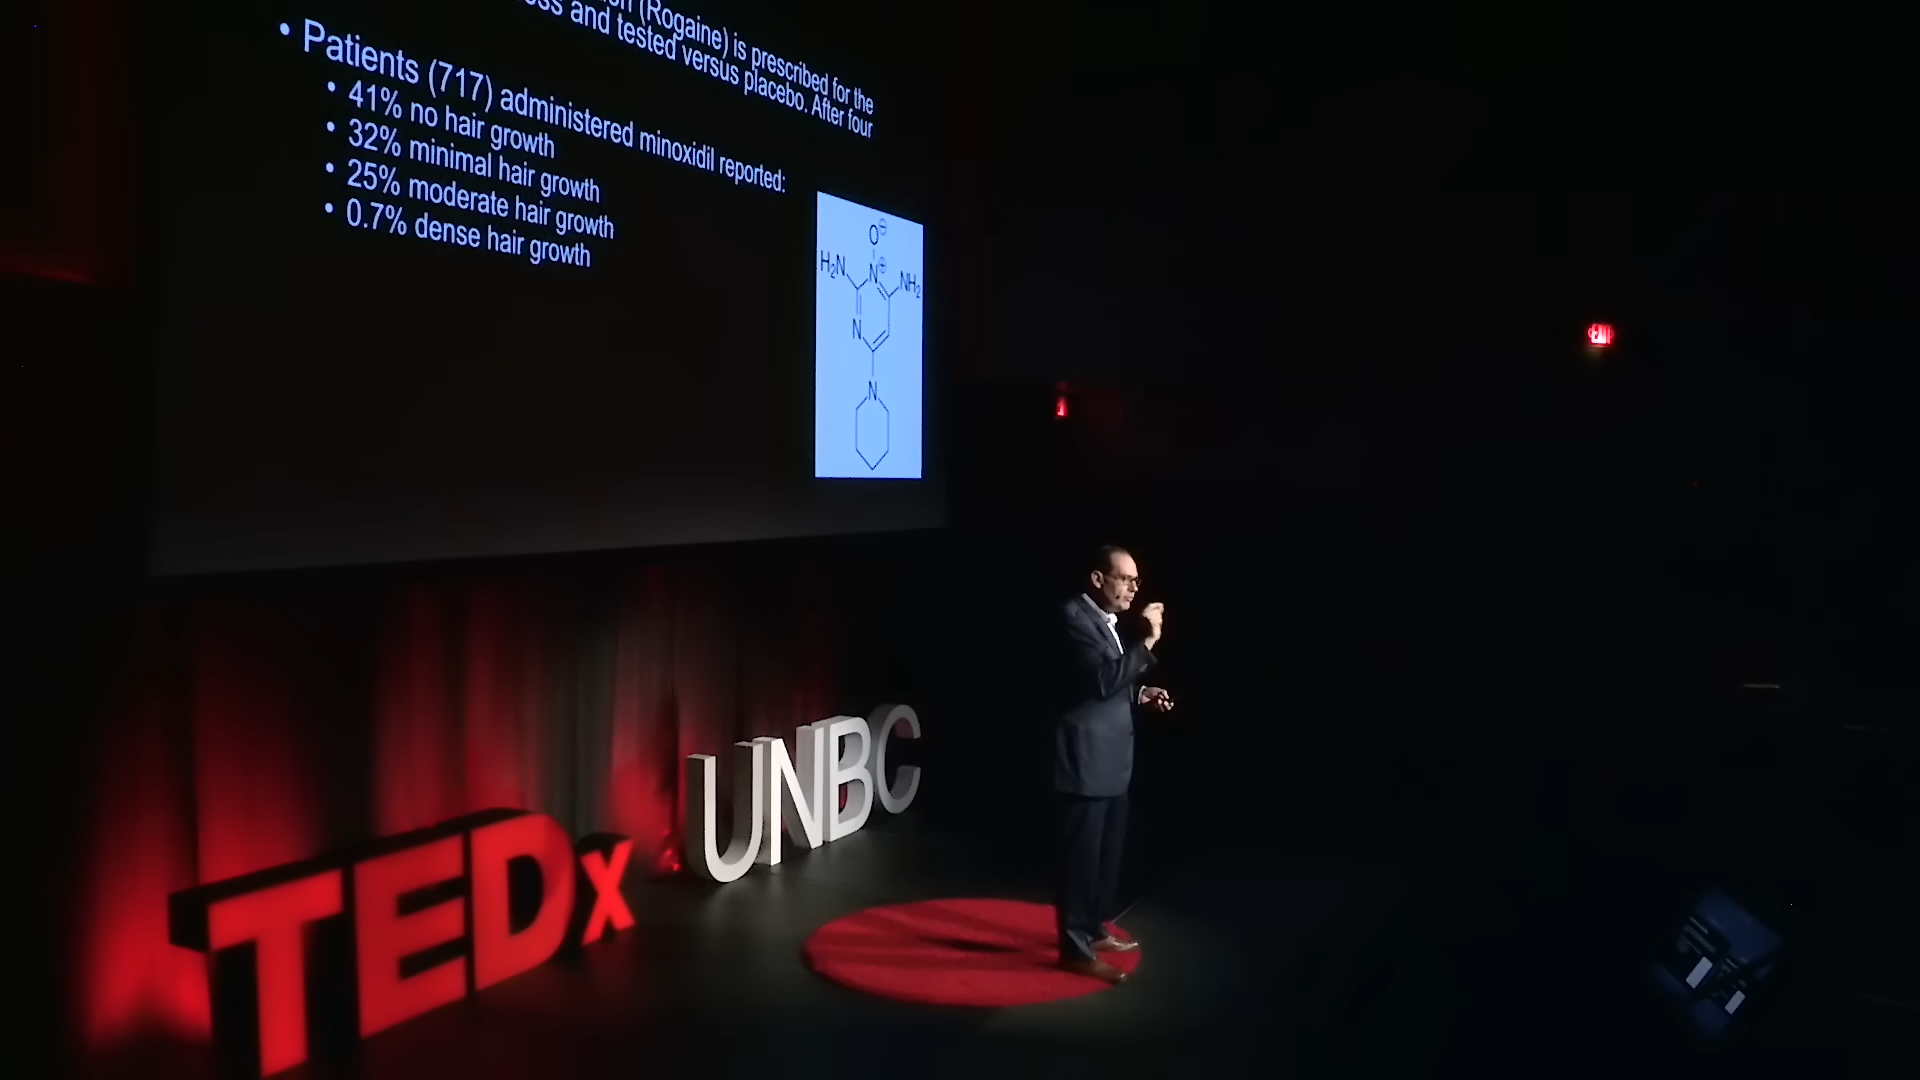 (Rogaine) is prescribed for the
and tested versus placebo. After four
• Patients (717) administered minoxidil reported:
• 41% no hair growth
• 32% minimal hair growth
• 25% moderate hair growth
• 0.7% dense hair growth
O⊖
H₂N N⊕ NH₂
N
N
UNBC
TEDx